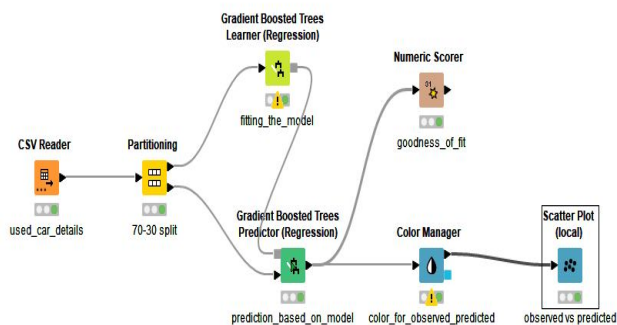 Gradient Boosted Trees
Learner (Regression)
fitting_the_model
Numeric Scorer
goodness_of_fit
CSV Reader
used_car_details
Partitioning
70-30 split
Gradient Boosted Trees
Predictor (Regression)
prediction_based_on_model
Color Manager
color_for_observed_predicted
Scatter Plot
(local)
observed vs predicted